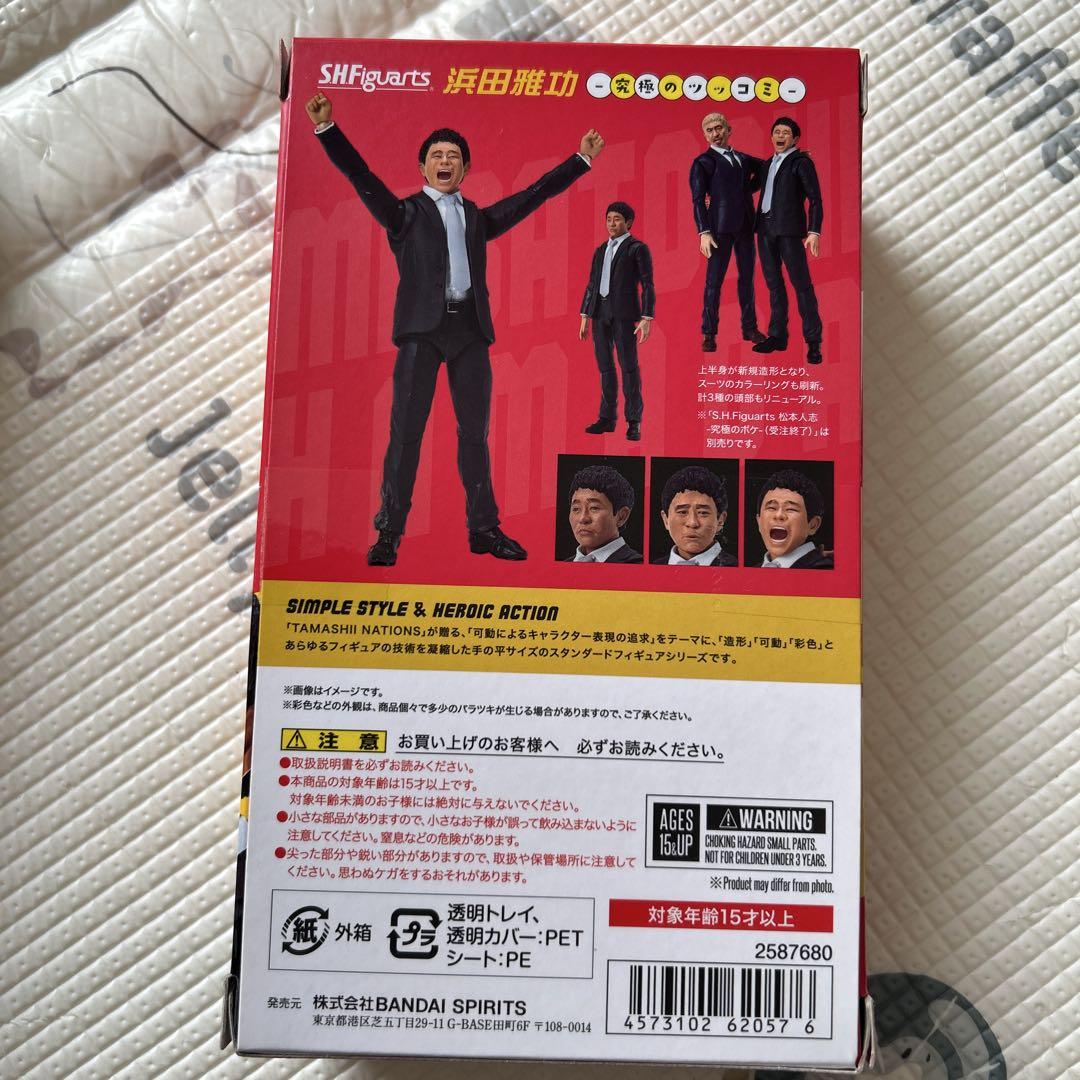 S.H.Figuarts 浜田雅功 -究極のツッコミ-
MASATOSHI
HAMADA
上半身が新規造形となり、
スーツのカラーリングも刷新。
計3種の頭部もリニューアル。
※「S.H.Figuarts 松本人志
-究極のボケ-(受注終了)」は
別売りです。
SIMPLE STYLE & HEROIC ACTION
「TAMASHII NATIONS」が贈る、「可動によるキャラクター表現の追求」をテーマに、「造形」「可動」「彩色」と
あらゆるフィギュアの技術を凝縮した手の平サイズのスタンダードフィギュアシリーズです。
※画像はイメージです。
※彩色などの外観は、商品個々で多少のバラツキが生じる場合がありますので、ご了承ください。
注意 お買い上げのお客様へ 必ずお読みください。
●取扱説明書を必ずお読みください。
●本商品の対象年齢は15才以上です。
対象年齢未満のお子様には絶対に与えないでください。
●小さな部品がありますので、小さなお子様が誤って飲み込まないように
注意してください。窒息などの危険があります。
●尖った部分や鋭い部分がありますので、取扱や保管場所に注意して
ください。思わぬケガをするおそれがあります。
AGES
15&UP
WARNING
CHOKING HAZARD SMALL PARTS.
NOT FOR CHILDREN UNDER 3 YEARS.
※Product may differ from photo.
紙 外箱
プラ 透明トレイ、
透明カバー:PET
シート:PE
対象年齢15才以上
2587680
4573102 62057 6
発売元 株式会社BANDAI SPIRITS
東京都港区芝五丁目29-11 G-BASE田町6F 〒108-0014